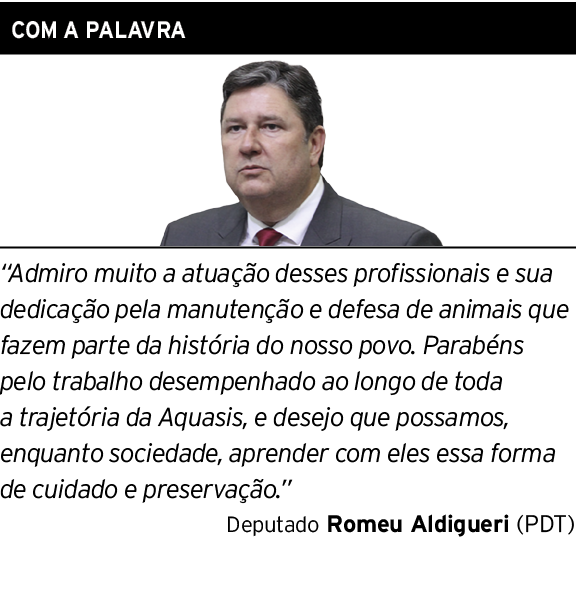 COM A PALAVRA
“Admiro muito a atuação desses profissionais e sua
dedicação pela manutenção e defesa de animais que
fazem parte da história do nosso povo. Parabéns
pelo trabalho desempenhado ao longo de toda
a trajetória da Aquasis, e desejo que possamos,
enquanto sociedade, aprender com eles essa forma
de cuidado e preservação.”
Deputado Romeu Aldigueri (PDT)